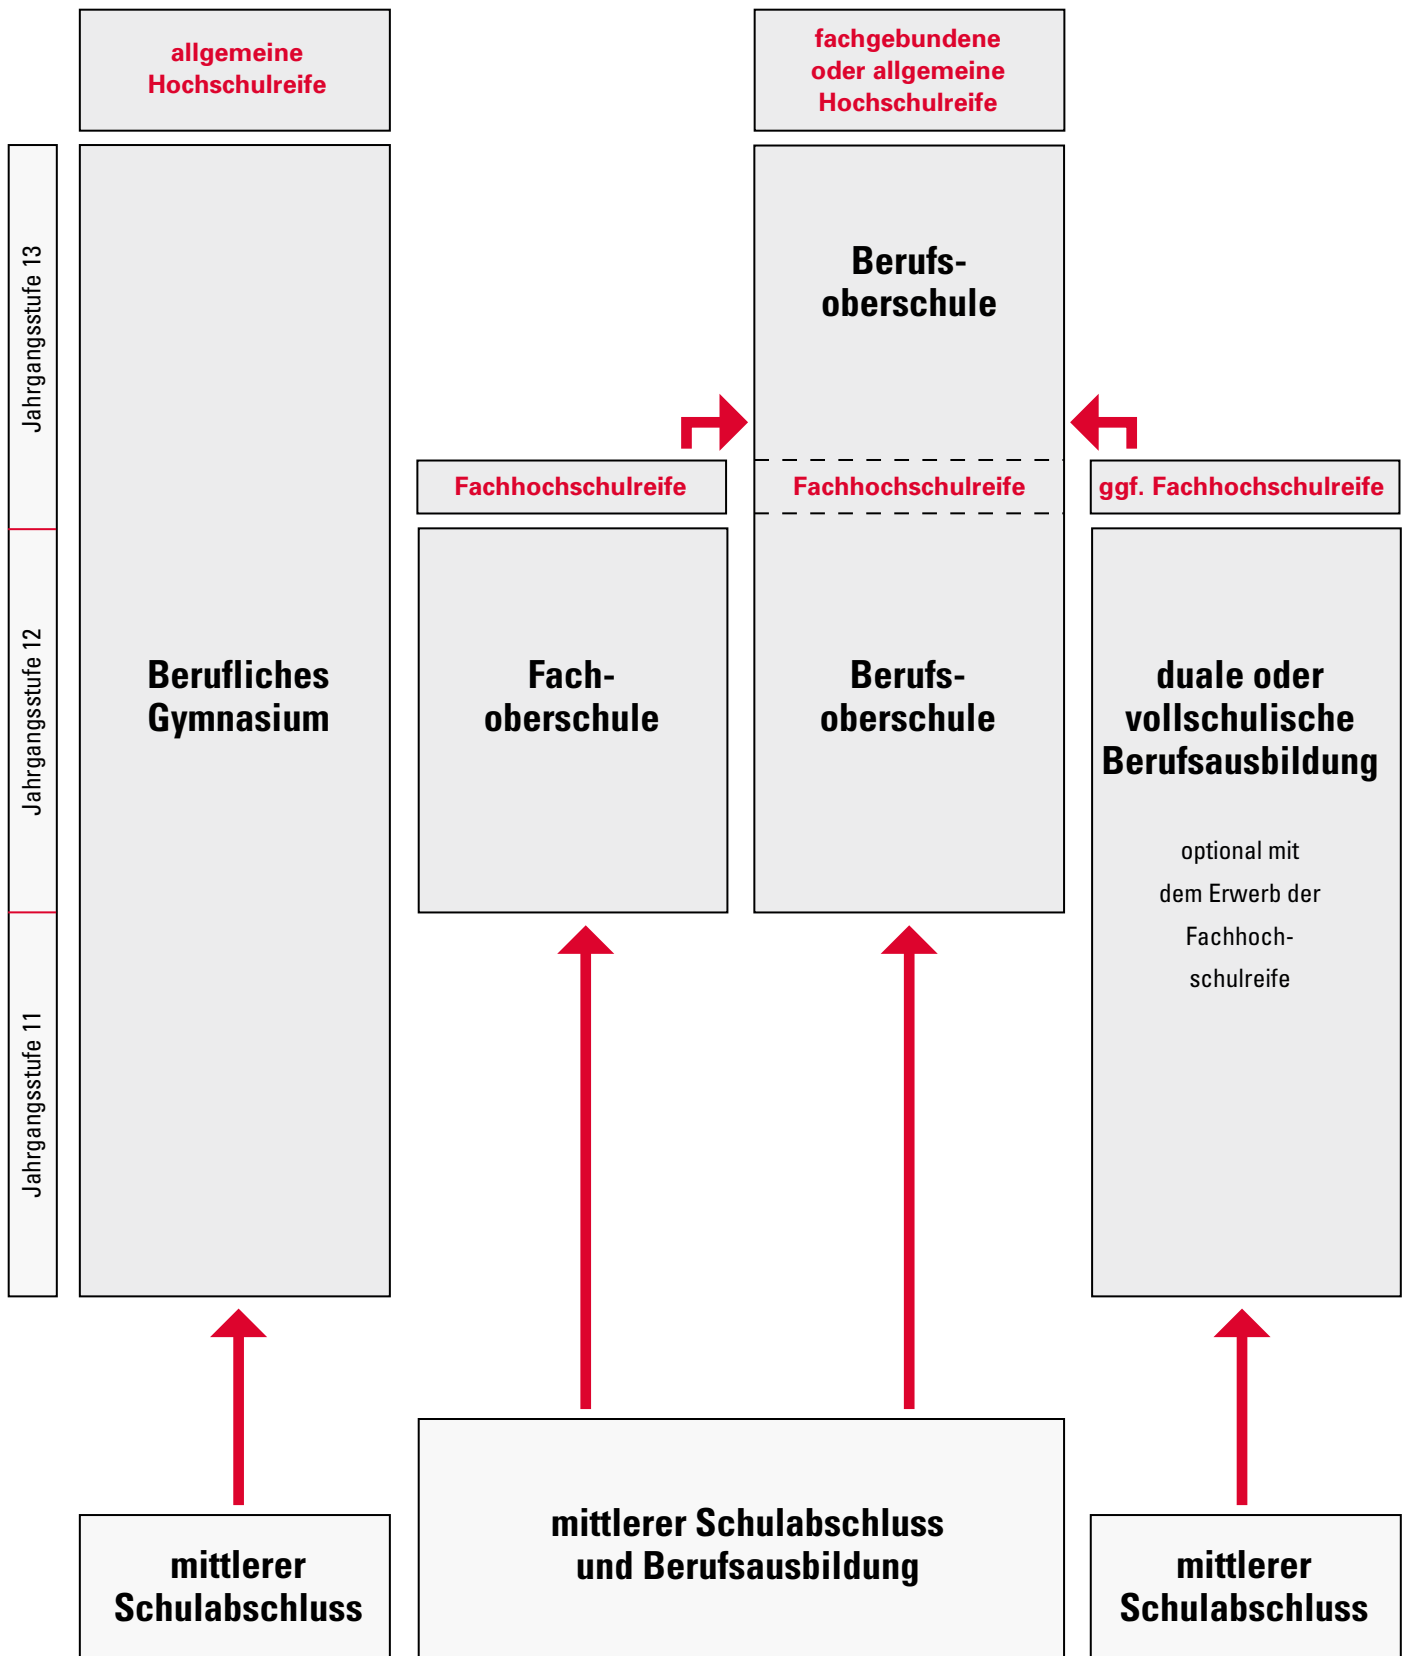 allgemeine
Hochschulreife
fachgebundene
oder allgemeine
Hochschulreife
Jahrgangsstufe 13
Jahrgangsstufe 12
Jahrgangsstufe 11
Berufs-
oberschule
Fachhochschulreife
Fachhochschulreife
ggf. Fachhochschulreife
Berufliches
Gymnasium
Fach-
oberschule
Berufs-
oberschule
duale oder
vollschulische
Berufsausbildung
optional mit
dem Erwerb der
Fachhoch-
schulreife
mittlerer
Schulabschluss
mittlerer Schulabschluss
und Berufsausbildung
mittlerer
Schulabschluss